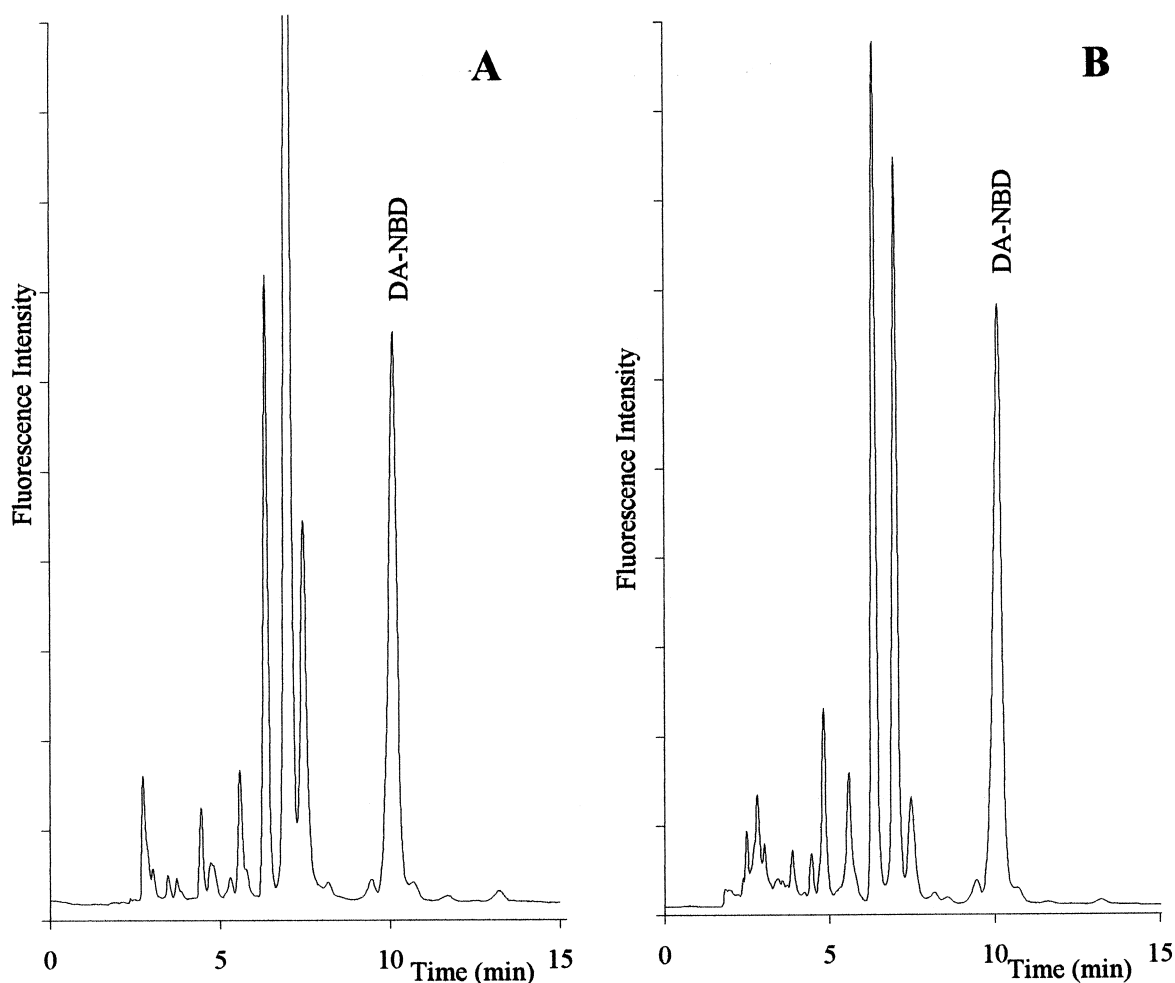 A
DA-NBD
Fluorescence Intensity
0 5 10 15
Time (min)
B
DA-NBD
Fluorescence Intensity
0 5 10 15
Time (min)